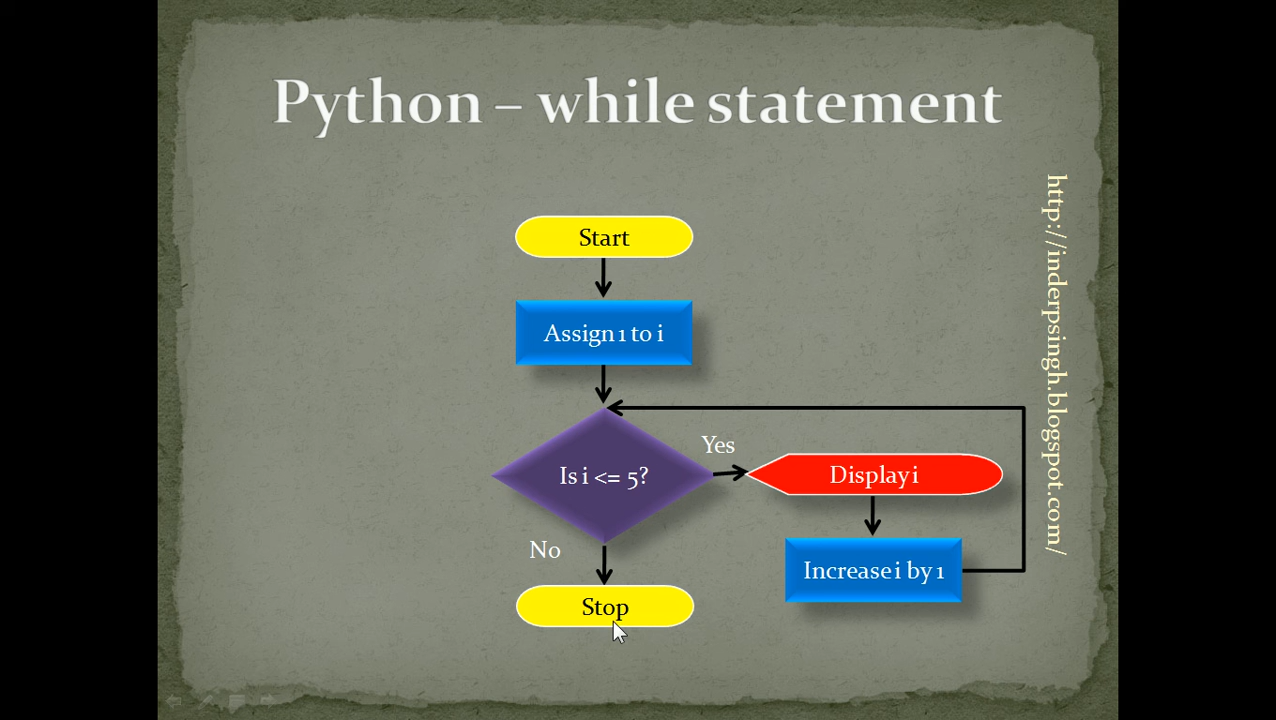 Python – while statement
Start
Assign 1 to i
Is i <= 5?
Yes
Display i
Increase i by 1
No
Stop
http://inderpsingh.blogspot.com/